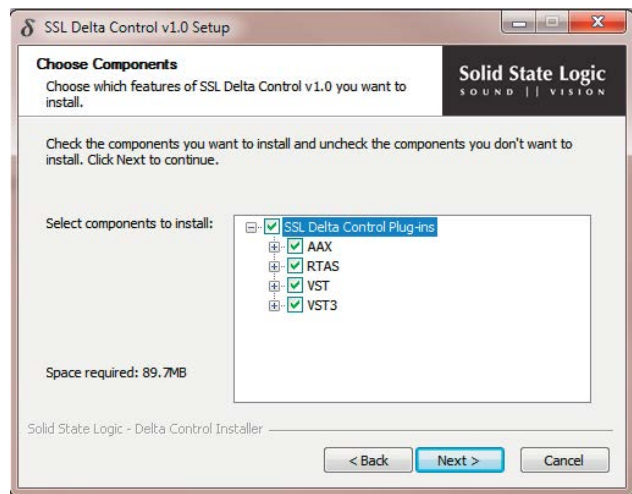 δ SSL Delta Control v1.0 Setup
Choose Components
Choose which features of SSL Delta Control v1.0 you want to
install.
Solid State Logic
SOUND || VISION
Check the components you want to install and uncheck the components you don't want to
install. Click Next to continue.
Select components to install:
SSL Delta Control Plug-ins
AAX
RTAS
VST
VST3
Space required: 89.7MB
Solid State Logic - Delta Control Installer
< Back
Next >
Cancel